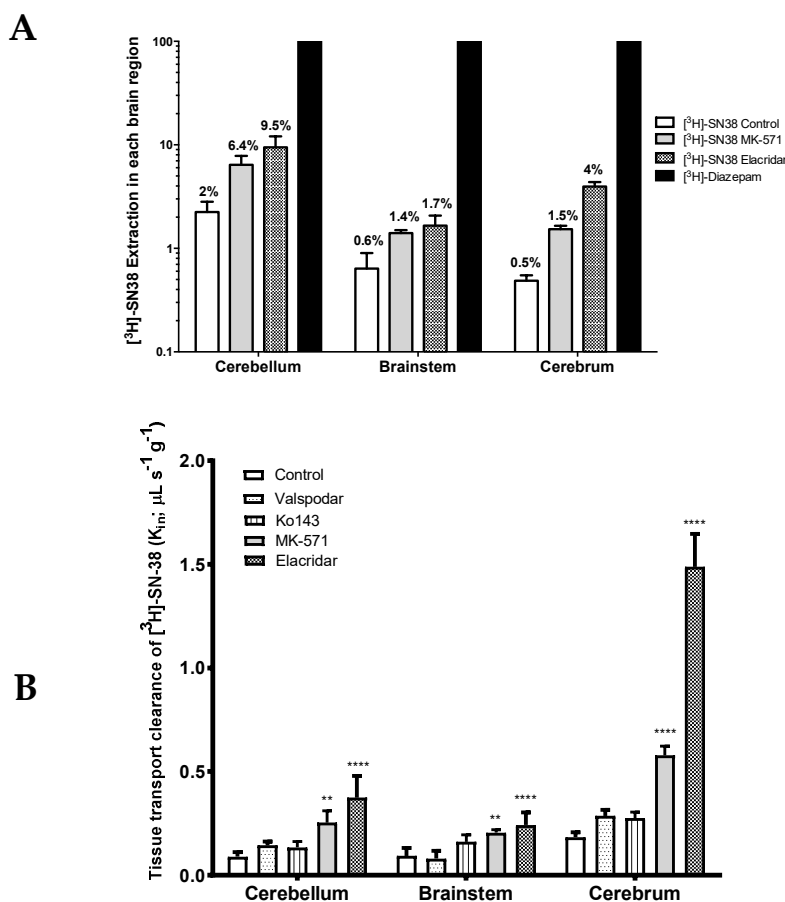 A
[³H]-SN38 Extraction in each brain region
100
10
1
0.1
2%
6.4%
9.5%
0.6%
1.4%
1.7%
0.5%
1.5%
4%
Cerebellum
Brainstem
Cerebrum
[³H]-SN38 Control
[³H]-SN38 MK-571
[³H]-SN38 Elacridar
[³H]-Diazepam
B
Tissue transport clearance of [³H]-SN-38 (Kᵢₙ; µL s⁻¹ g⁻¹)
2.0
1.5
1.0
0.5
0.0
Control
Valspodar
Ko143
MK-571
Elacridar
**
****
**
****
****
****
Cerebellum
Brainstem
Cerebrum